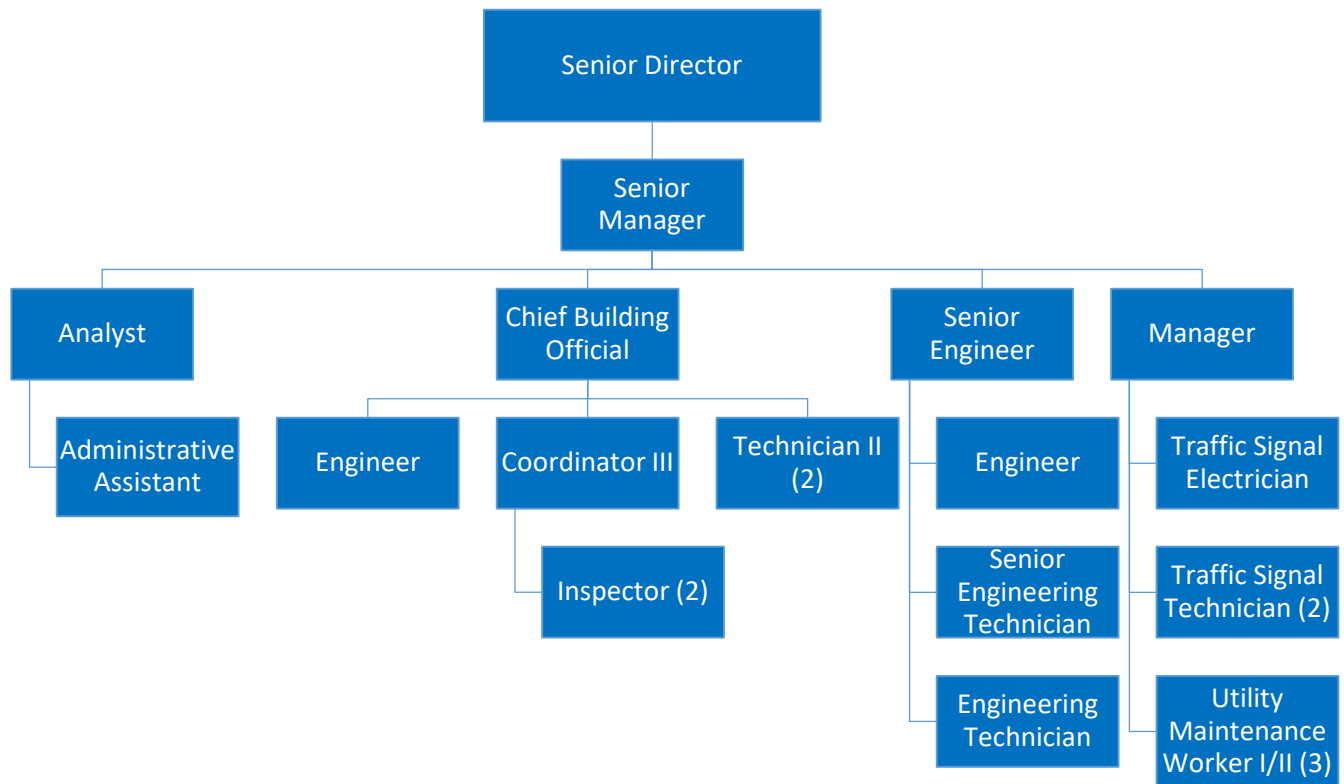 Senior Director
Senior
Manager
Analyst
Chief Building
Official
Senior
Engineer
Manager
Administrative
Assistant
Engineer
Coordinator III
Technician II
(2)
Engineer
Traffic Signal
Electrician
Inspector (2)
Senior
Engineering
Technician
Traffic Signal
Technician (2)
Engineering
Technician
Utility
Maintenance
Worker I/II (3)